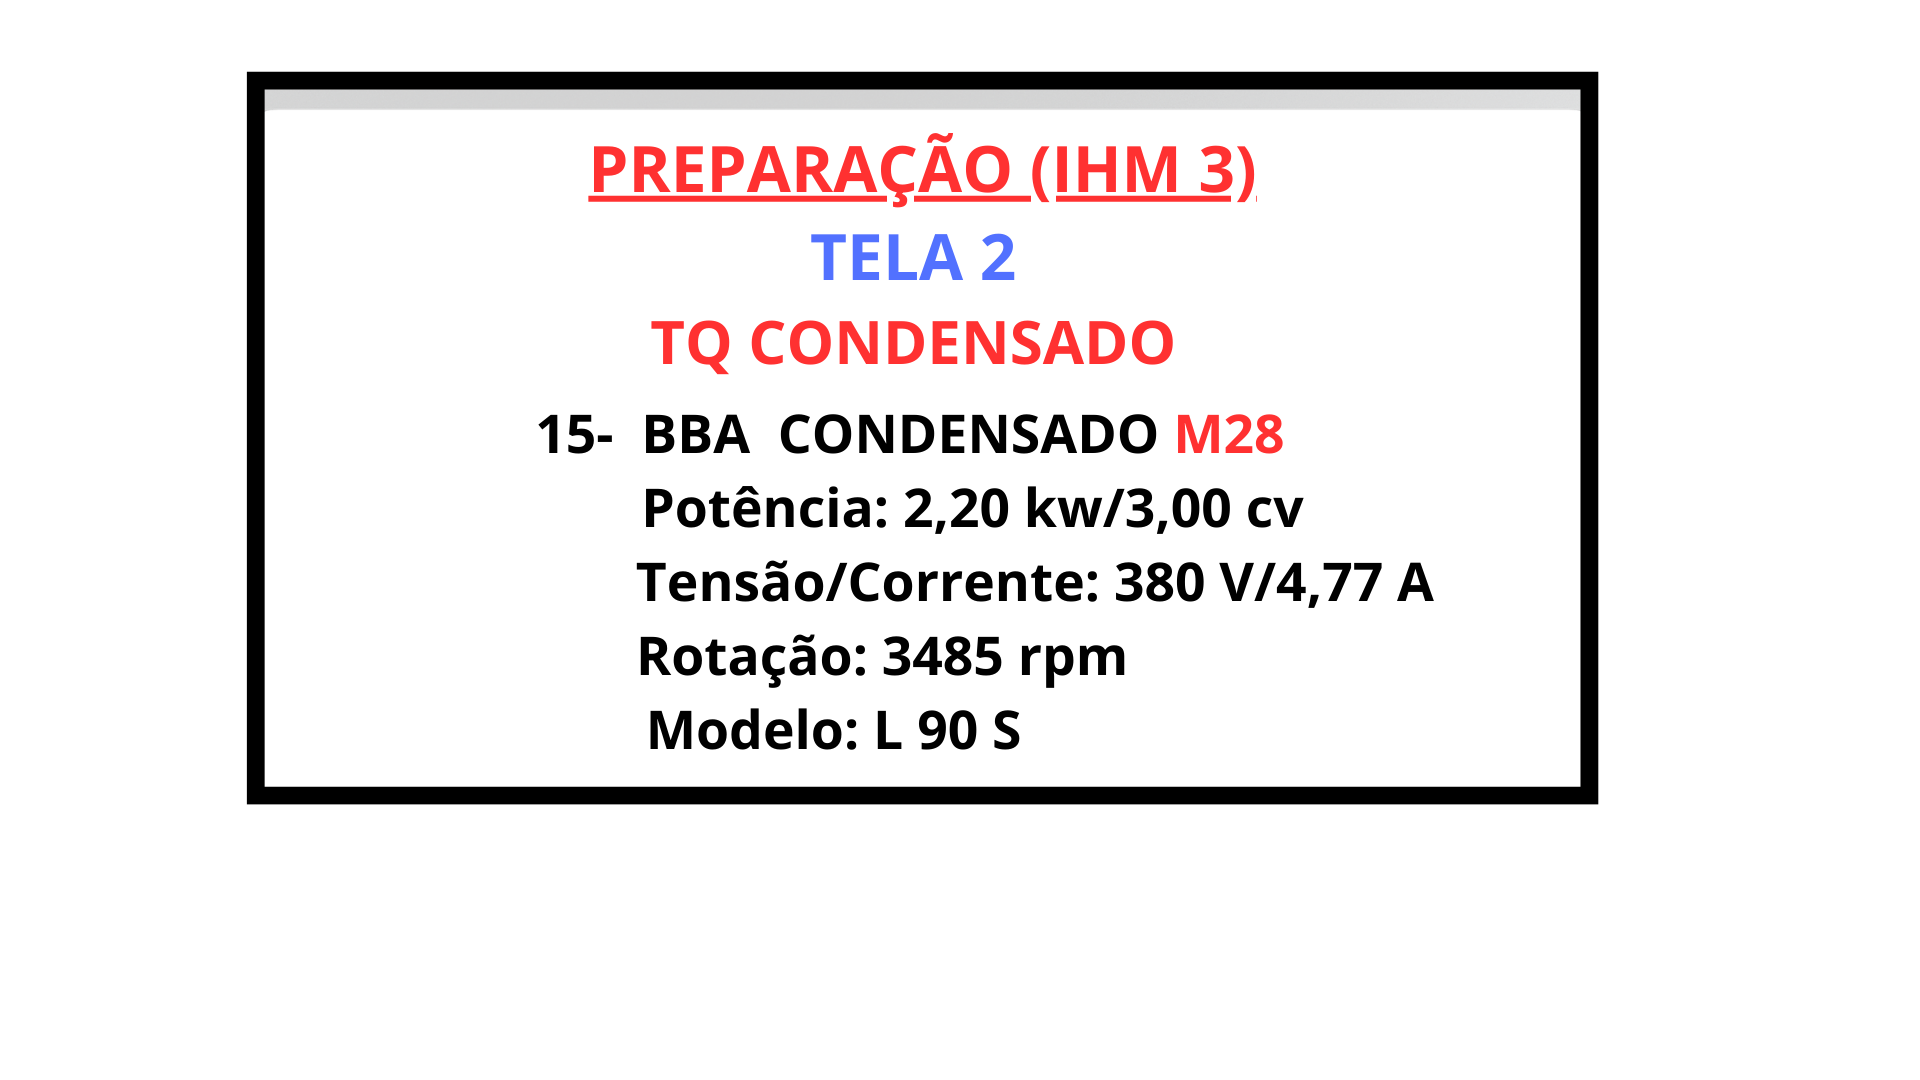 PREPARAÇÃO (IHM 3)
TELA 2
TQ CONDENSADO
15- BBA CONDENSADO M28
Potência: 2,20 kw/3,00 cv
Tensão/Corrente: 380 V/4,77 A
Rotação: 3485 rpm
Modelo: L 90 S